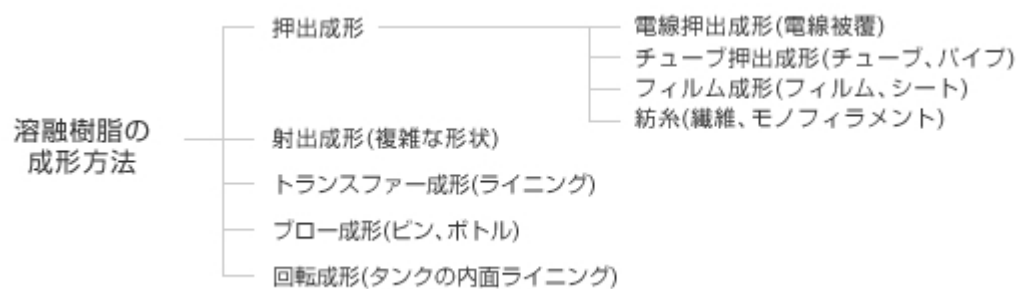 溶融樹脂の
成形方法
押出成形
電線押出成形(電線被覆)
チューブ押出成形(チューブ、パイプ)
フィルム成形(フィルム、シート)
紡糸(繊維、モノフィラメント)
射出成形(複雑な形状)
トランスファー成形(ライニング)
ブロー成形(ビン、ボトル)
回転成形(タンクの内面ライニング)